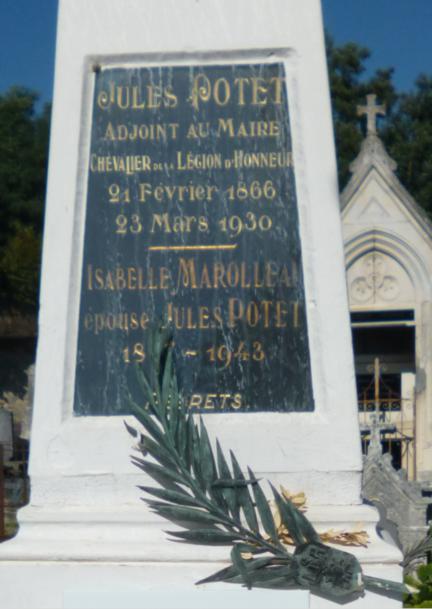 JULES POTET
ADJOINT AU MAIRE
CHEVALIER DE LA LÉGION D'HONNEUR
21 FÉVRIER 1866
23 MARS 1930
ISABELLE MAROLLEAU
épouse JULES POTET
- 1943
REGRETS